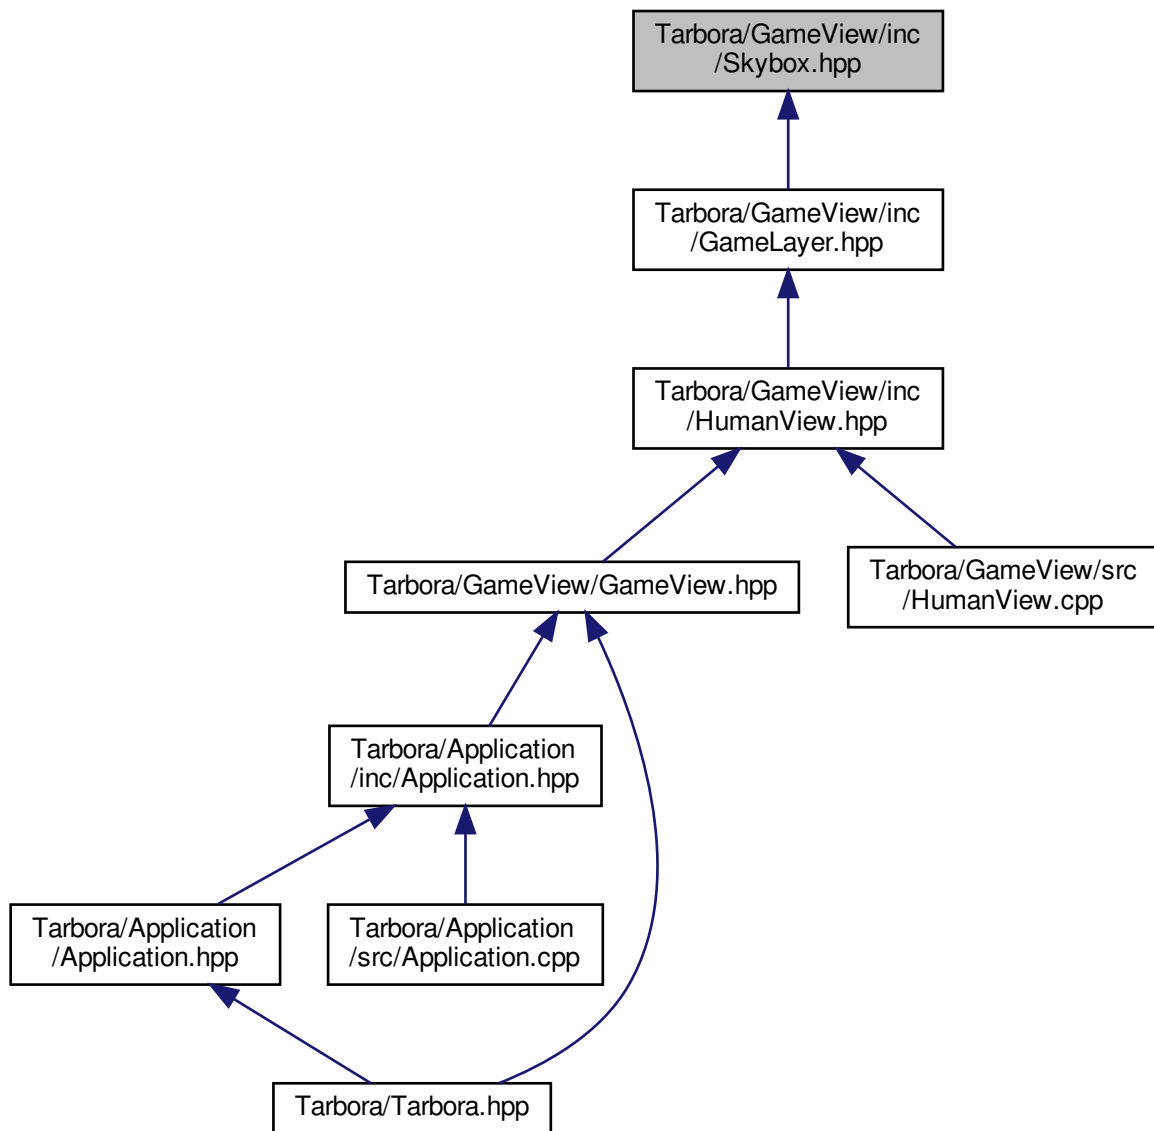 Tarbora/GameView/inc
/Skybox.hpp
Tarbora/GameView/inc
/GameLayer.hpp
Tarbora/GameView/inc
/HumanView.hpp
Tarbora/GameView/GameView.hpp
Tarbora/GameView/src
/HumanView.cpp
Tarbora/Application
/inc/Application.hpp
Tarbora/Application
/Application.hpp
Tarbora/Application
/src/Application.cpp
Tarbora/Tarbora.hpp